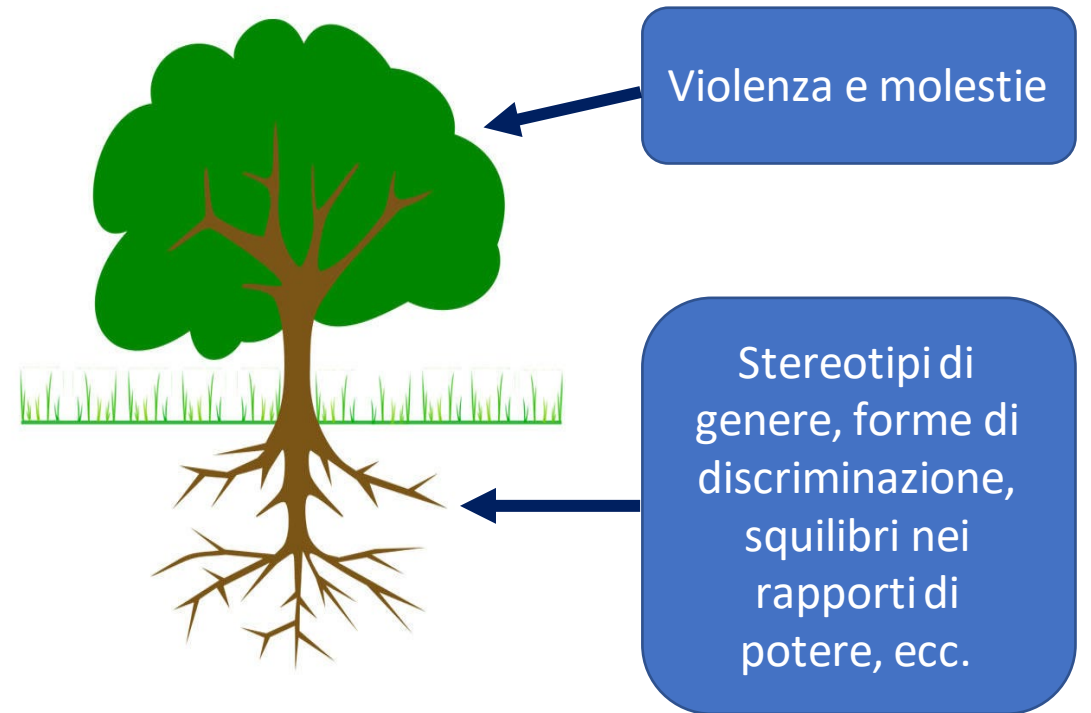 Violenza e molestie
Stereotipi di
genere, forme di
discriminazione,
squilibri nei
rapporti di
potere, ecc.